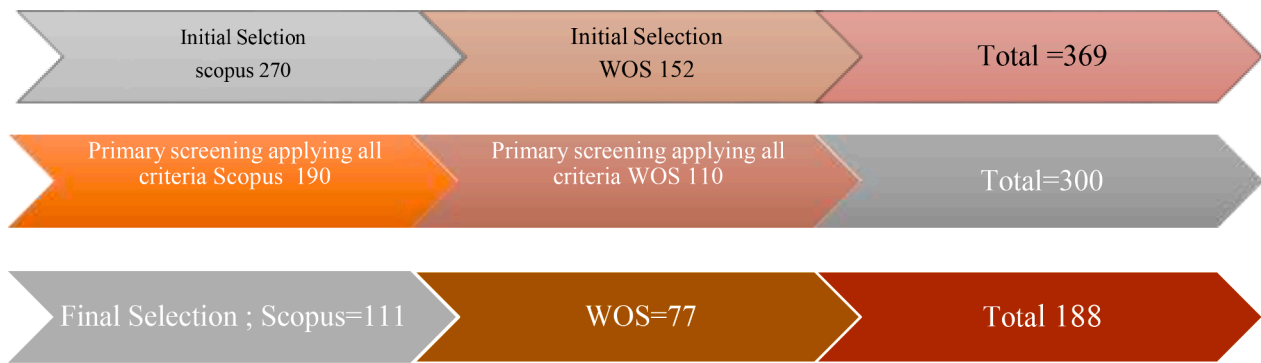 Initial Selction
scopus 270
Initial Selection
WOS 152
Total =369
Primary screening applying all
criteria Scopus 190
Primary screening applying all
criteria WOS 110
Total=300
Final Selection ; Scopus=111
WOS=77
Total 188